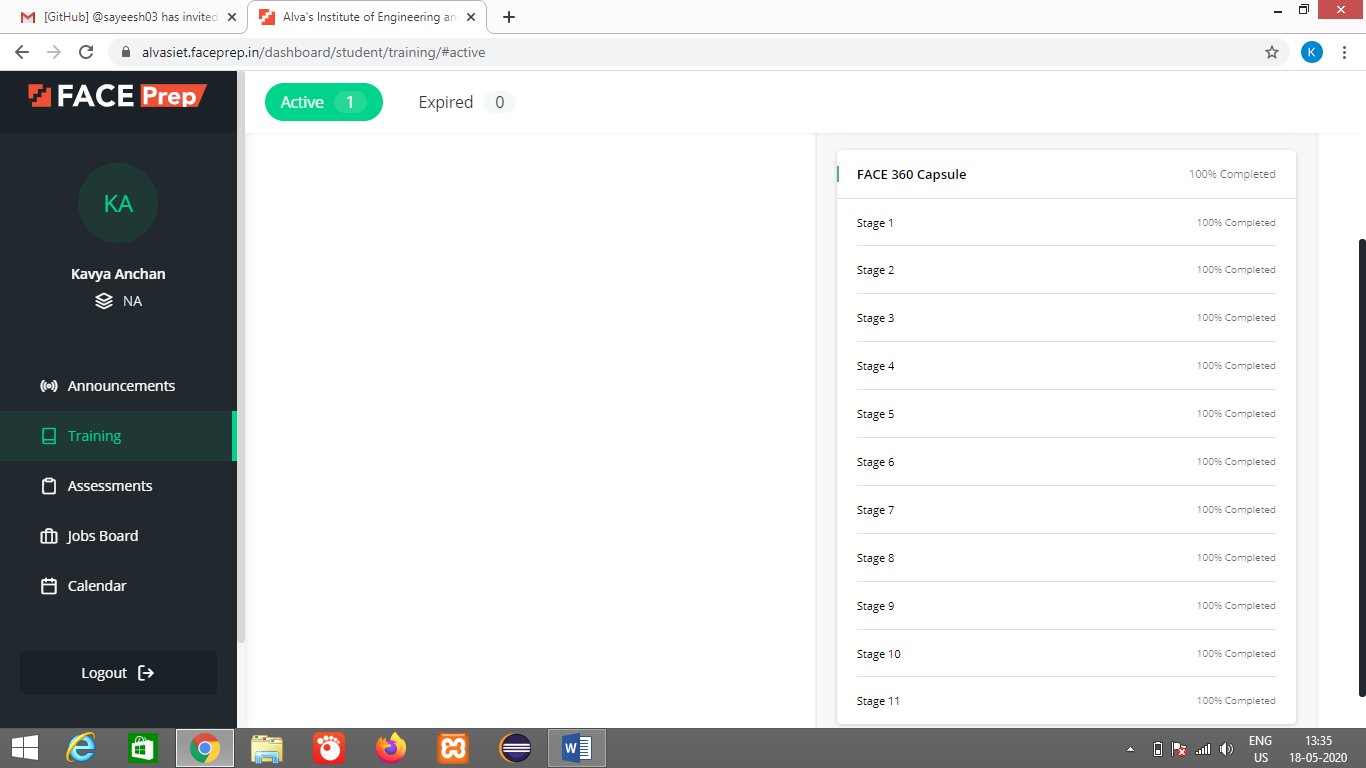 [GitHub] @sayeesh03 has invited
Alva's Institute of Engineering an
alvasiet.faceprep.in/dashboard/student/training/#active
K
FACE Prep
Active 1
Expired 0
KA
Kavya Anchan
NA
Announcements
Training
Assessments
Jobs Board
Calendar
Logout
FACE 360 Capsule 100% Completed
Stage 1 100% Completed
Stage 2 100% Completed
Stage 3 100% Completed
Stage 4 100% Completed
Stage 5 100% Completed
Stage 6 100% Completed
Stage 7 100% Completed
Stage 8 100% Completed
Stage 9 100% Completed
Stage 10 100% Completed
Stage 11 100% Completed
ENG 13:35
US 18-05-2020